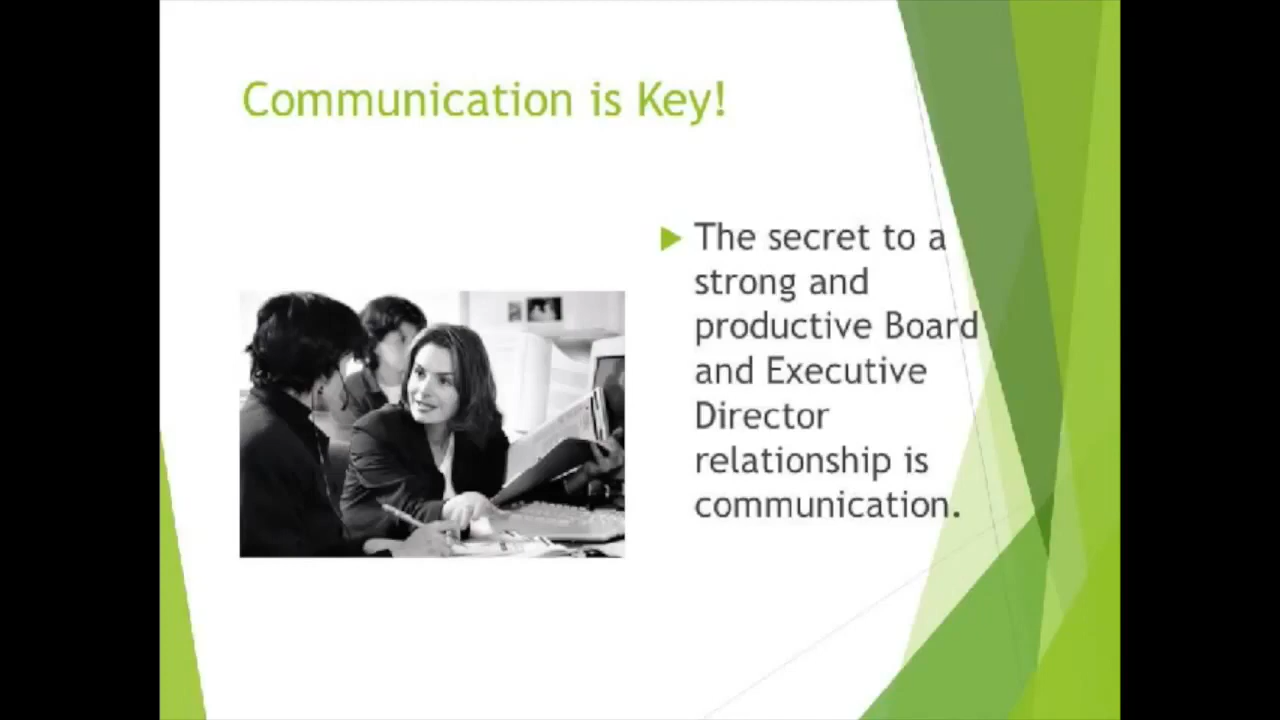 Communication is Key!
The secret to a
strong and
productive Board
and Executive
Director
relationship is
communication.